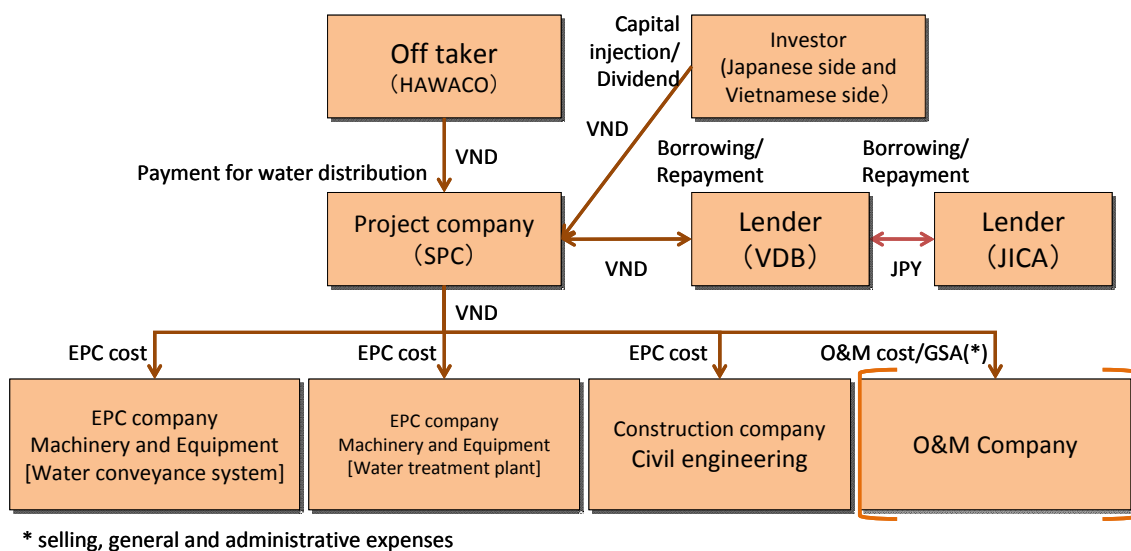 Off taker
（HAWACO）
Capital
injection/
Dividend
Investor
(Japanese side and
Vietnamese side）
VND
VND
Payment for water distribution
Borrowing/
Repayment
Borrowing/
Repayment
Project company
（SPC）
Lender
（VDB）
Lender
（JICA）
VND
JPY
VND
EPC cost
EPC cost
EPC cost
O&M cost/GSA(*)
EPC company
Machinery and Equipment
[Water conveyance system]
EPC company
Machinery and Equipment
[Water treatment plant]
Construction company
Civil engineering
O&M Company
* selling, general and administrative expenses